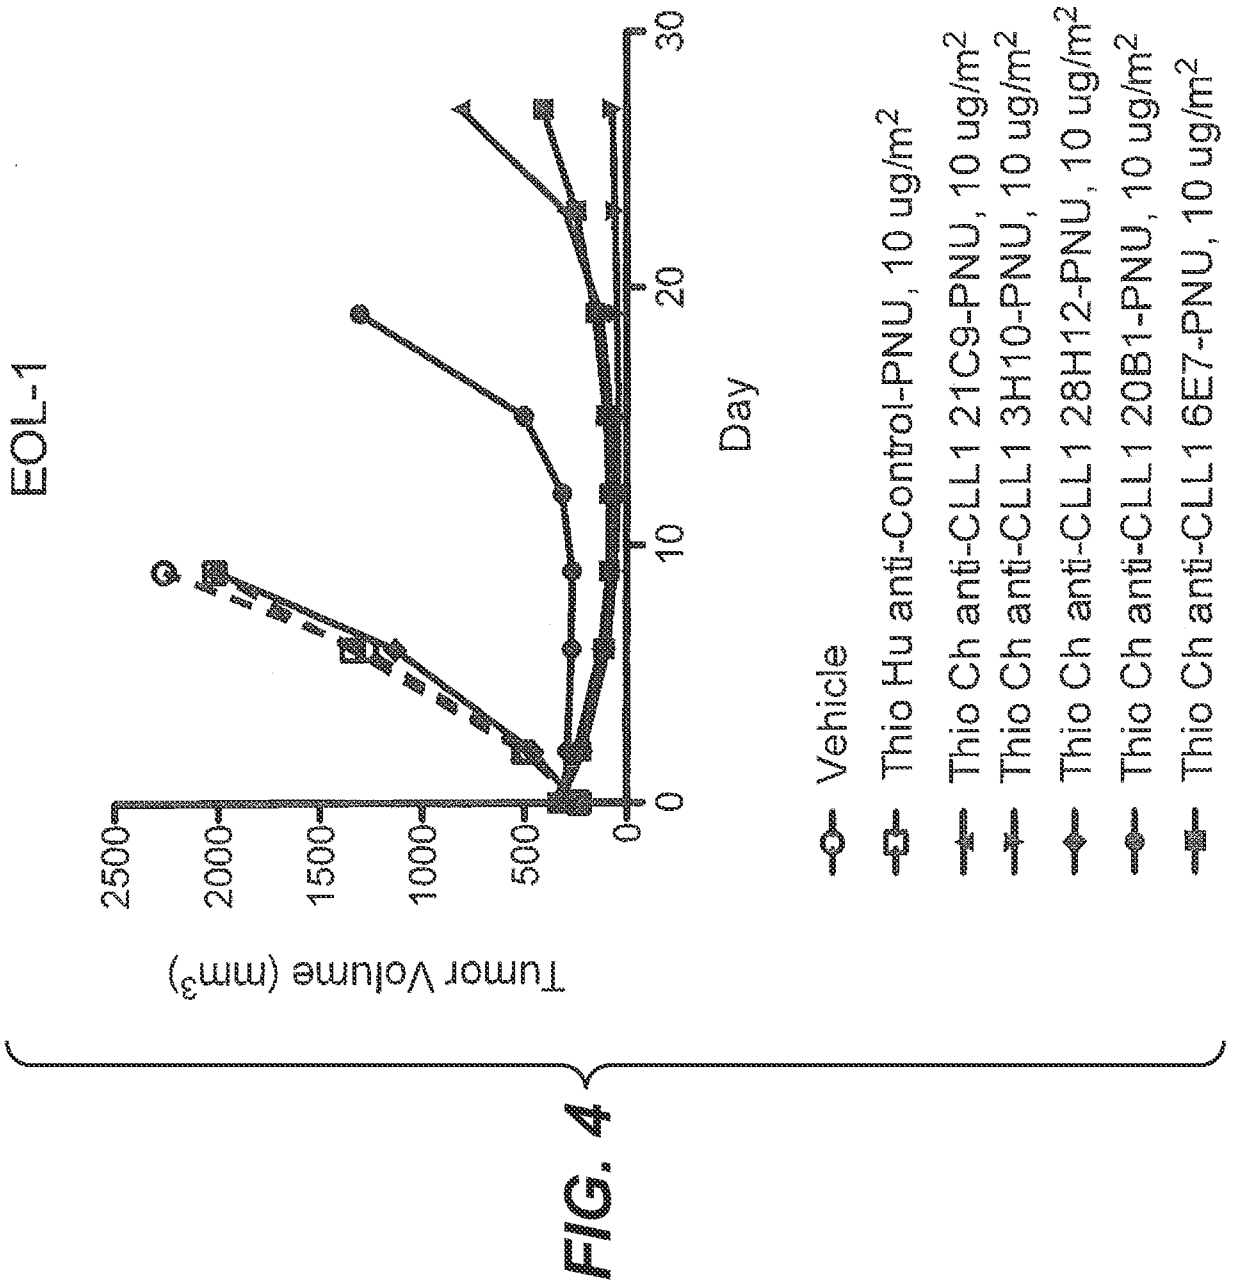 EOL-1
Tumor Volume (mm³)
2500
2000
1500
1000
500
0
0
10
20
30
Day
Vehicle
Thio Hu anti-Control-PNU, 10 ug/m²
Thio Ch anti-CLL1 21C9-PNU, 10 ug/m²
Thio Ch anti-CLL1 3H10-PNU, 10 ug/m²
Thio Ch anti-CLL1 28H12-PNU, 10 ug/m²
Thio Ch anti-CLL1 20B1-PNU, 10 ug/m²
Thio Ch anti-CLL1 6E7-PNU, 10 ug/m²
FIG. 4